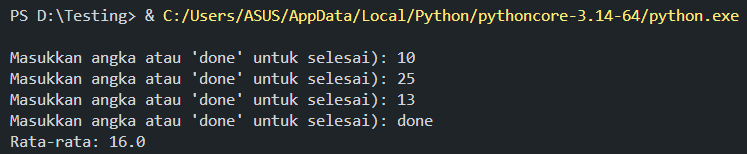 PS D:\Testing> & C:/Users/ASUS/AppData/Local/Python/pythoncore-3.14-64/python.exe
Masukkan angka atau 'done' untuk selesai): 10
Masukkan angka atau 'done' untuk selesai): 25
Masukkan angka atau 'done' untuk selesai): 13
Masukkan angka atau 'done' untuk selesai): done
Rata-rata: 16.0